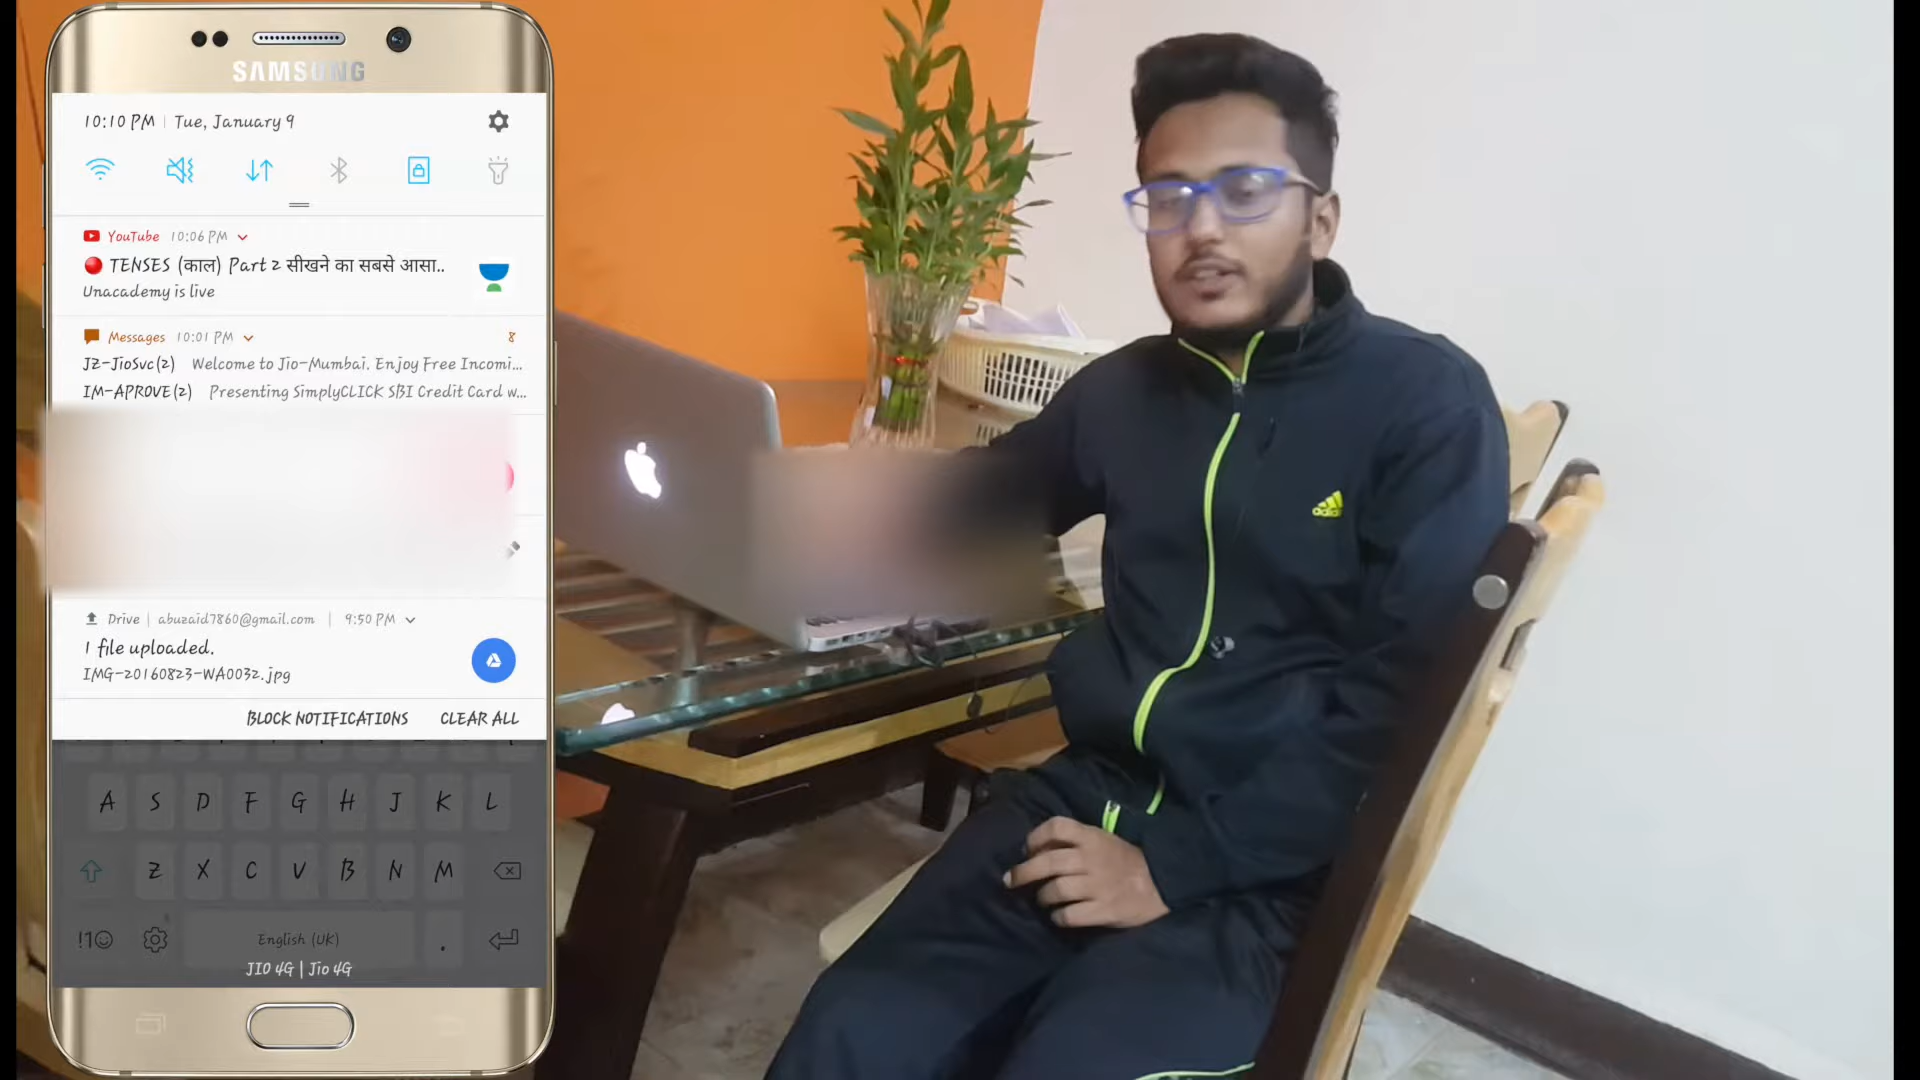 SAMSUNG
10:10 PM | Tue, January 9
YouTube 10:06 PM
TENSES (काल) Part 2 सीखने का सबसे आसा..
Unacademy is live
Messages 10:01 PM 8
JZ-JioSvc(2) Welcome to Jio-Mumbai. Enjoy Free Incomi...
IM-APROVE(2) Presenting SimplyCLICK SBI Credit Card w...
Drive | abuzaid7860@gmail.com | 9:50 PM
1 file uploaded.
IMG-20160823-WA0032.jpg
BLOCK NOTIFICATIONS CLEAR ALL
A S D F G H J K L
Z X C V B N M
!1☺ English (UK) .
JIO 4G | Jio 4G
adidas